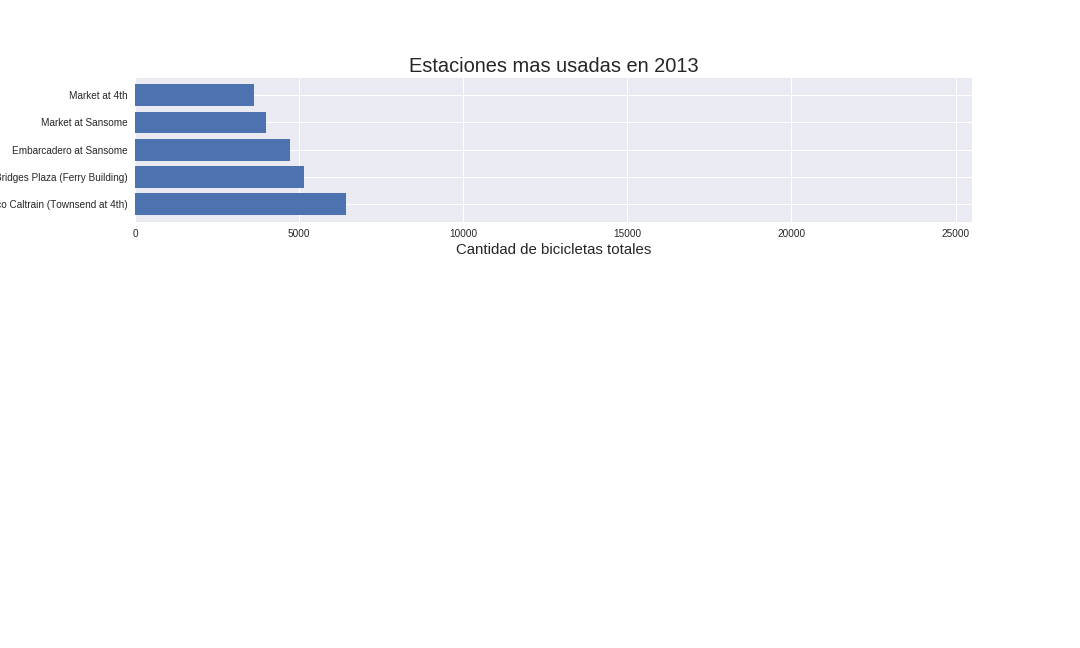 Estaciones mas usadas en 2013
Market at 4th
Market at Sansome
Embarcadero at Sansome
Bridges Plaza (Ferry Building)
Caltrain (Townsend at 4th)
0 5000 10000 15000 20000 25000
Cantidad de bicicletas totales